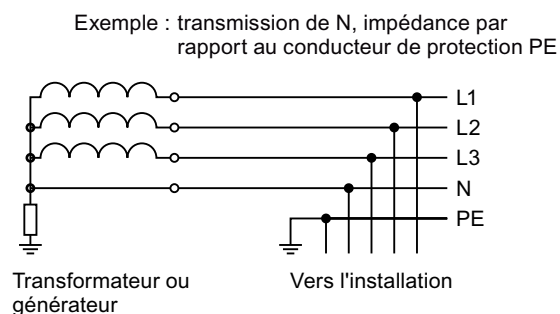 Exemple : transmission de N, impédance par
rapport au conducteur de protection PE
L1
L2
L3
N
PE
Transformateur ou
générateur
Vers l'installation